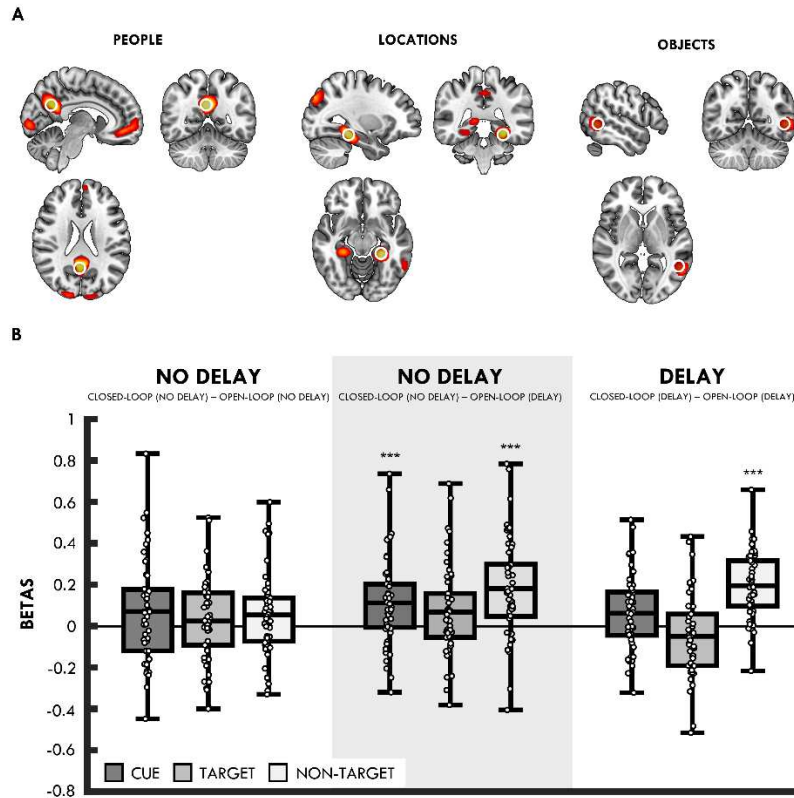 A
PEOPLE
LOCATIONS
OBJECTS
B
NO DELAY
CLOSED-LOOP (NO DELAY) – OPEN-LOOP (NO DELAY)
NO DELAY
CLOSED-LOOP (NO DELAY) – OPEN-LOOP (DELAY)
DELAY
CLOSED-LOOP (DELAY) – OPEN-LOOP (DELAY)
1
0.8
0.6
0.4
0.2
0
-0.2
-0.4
-0.6
-0.8
BETAS
***
***
***
CUE
TARGET
NON-TARGET